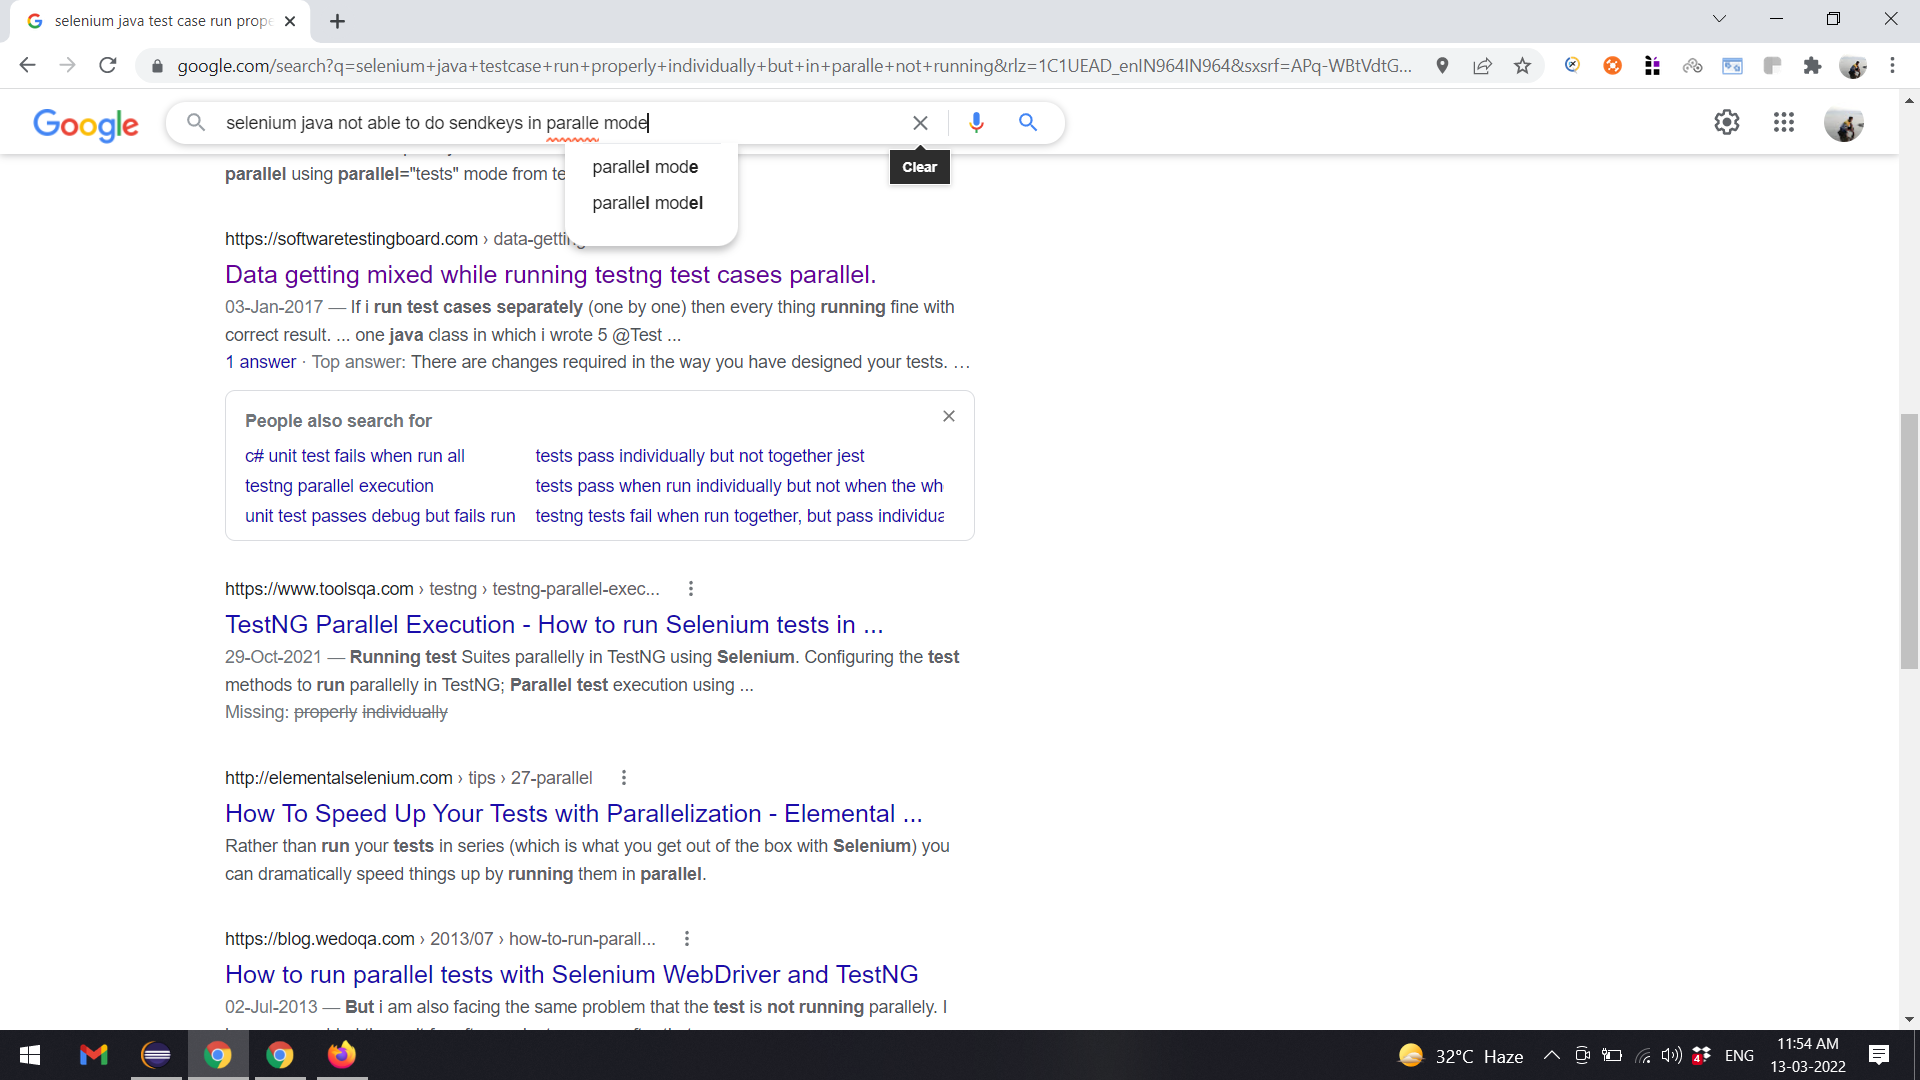 selenium java test case run prope
google.com/search?q=selenium+java+testcase+run+properly+individually+but+in+paralle+not+running&rlz=1C1UEAD_enIN964IN964&sxsrf=APq-WBtVdtG...
Google
selenium java not able to do sendkeys in paralle mode
parallel mode
parallel model
Clear
parallel using parallel="tests" mode from te
https://softwaretestingboard.com › data-getting
Data getting mixed while running testng test cases parallel.
03-Jan-2017 — If i run test cases separately (one by one) then every thing running fine with
correct result. ... one java class in which i wrote 5 @Test ...
1 answer · Top answer: There are changes required in the way you have designed your tests. …
People also search for
c# unit test fails when run all
tests pass individually but not together jest
testng parallel execution
tests pass when run individually but not when the wh
unit test passes debug but fails run
testng tests fail when run together, but pass individua
https://www.toolsqa.com › testng › testng-parallel-exec...
TestNG Parallel Execution - How to run Selenium tests in ...
29-Oct-2021 — Running test Suites parallelly in TestNG using Selenium. Configuring the test
methods to run parallelly in TestNG; Parallel test execution using ...
Missing: properly individually
http://elementalselenium.com › tips › 27-parallel
How To Speed Up Your Tests with Parallelization - Elemental ...
Rather than run your tests in series (which is what you get out of the box with Selenium) you
can dramatically speed things up by running them in parallel.
https://blog.wedoqa.com › 2013/07 › how-to-run-parall...
How to run parallel tests with Selenium WebDriver and TestNG
02-Jul-2013 — But i am also facing the same problem that the test is not running parallely. I
32°C Haze
4
ENG
11:54 AM
13-03-2022